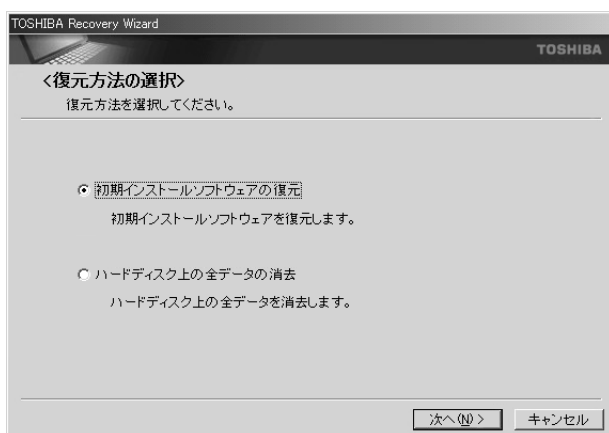 TOSHIBA Recovery Wizard
TOSHIBA
<復元方法の選択>
復元方法を選択してください。
初期インストールソフトウェアの復元
初期インストールソフトウェアを復元します。
ハードディスク上の全データの消去
ハードディスク上の全データを消去します。
次へ(N) >
キャンセル